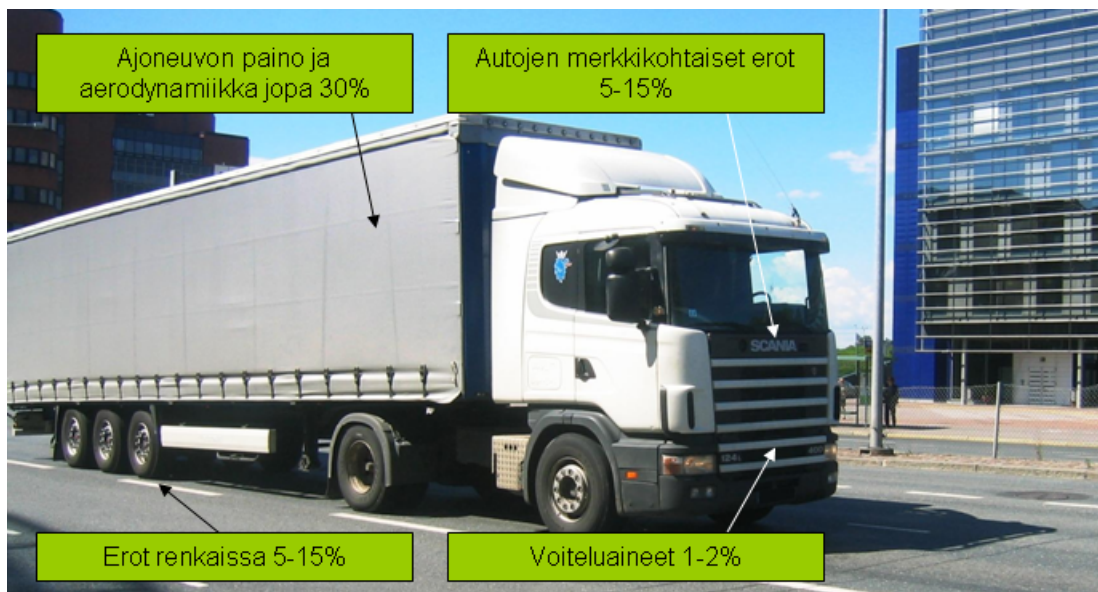 Ajoneuvon paino ja
aerodynamiikka jopa 30%
Autojen merkkikohtaiset erot
5-15%
SCANIA
124L
Erot renkaissa 5-15%
Voiteluaineet 1-2%